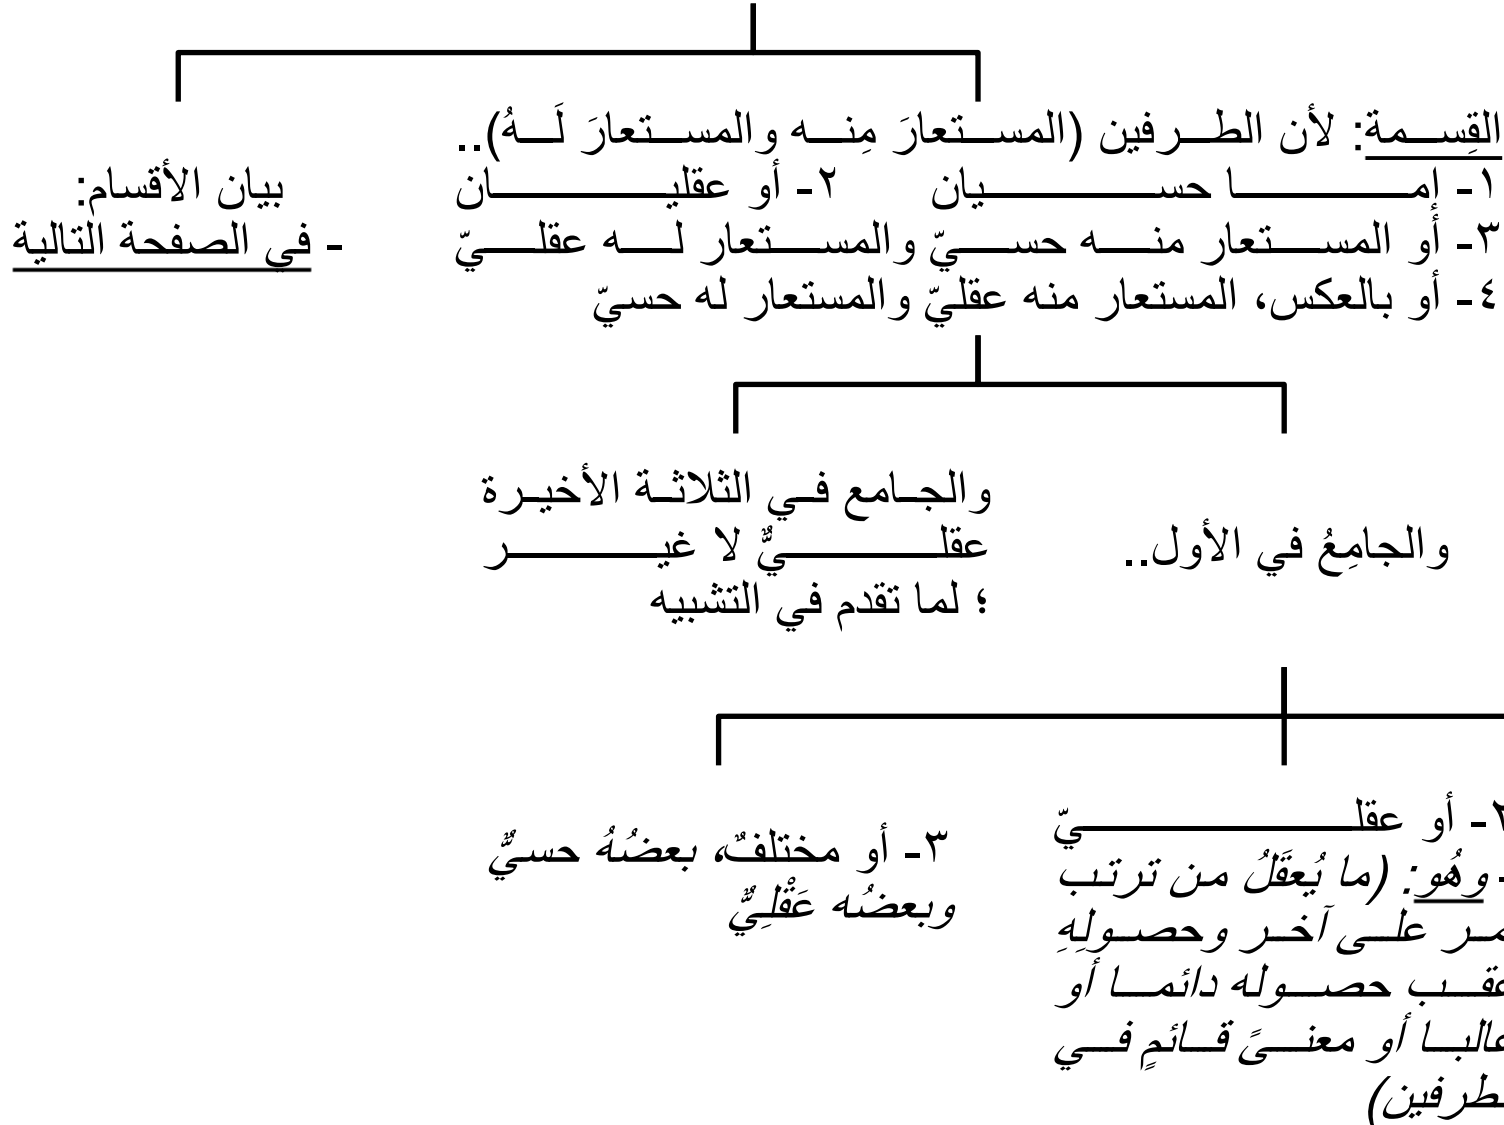 القِسمة: لأن الطرفين (المستعارَ مِنه والمستعارَ لَهُ)..
١- إما حسيان ٢- أو عقليان
٣- أو المستعار منه حسيّ والمستعار له عقليّ
٤- أو بالعكس، المستعار منه عقليّ والمستعار له حسيّ
بيان الأقسام:
- في الصفحة التالية
والجامِعُ في الأول..
والجامع في الثلاثة الأخيرة
عقليٌّ لا غير
؛ لما تقدم في التشبيه
٢- أو عقليّ
- وهُو: (ما يُعقَلُ من ترتب
على آخر وحصولِهِ
حصوله دائما أو
أو معنىً قائمٍ في
٣- أو مختلفٌ، بعضُهُ حسيٌّ
وبعضُه عَقْلِيٌّ